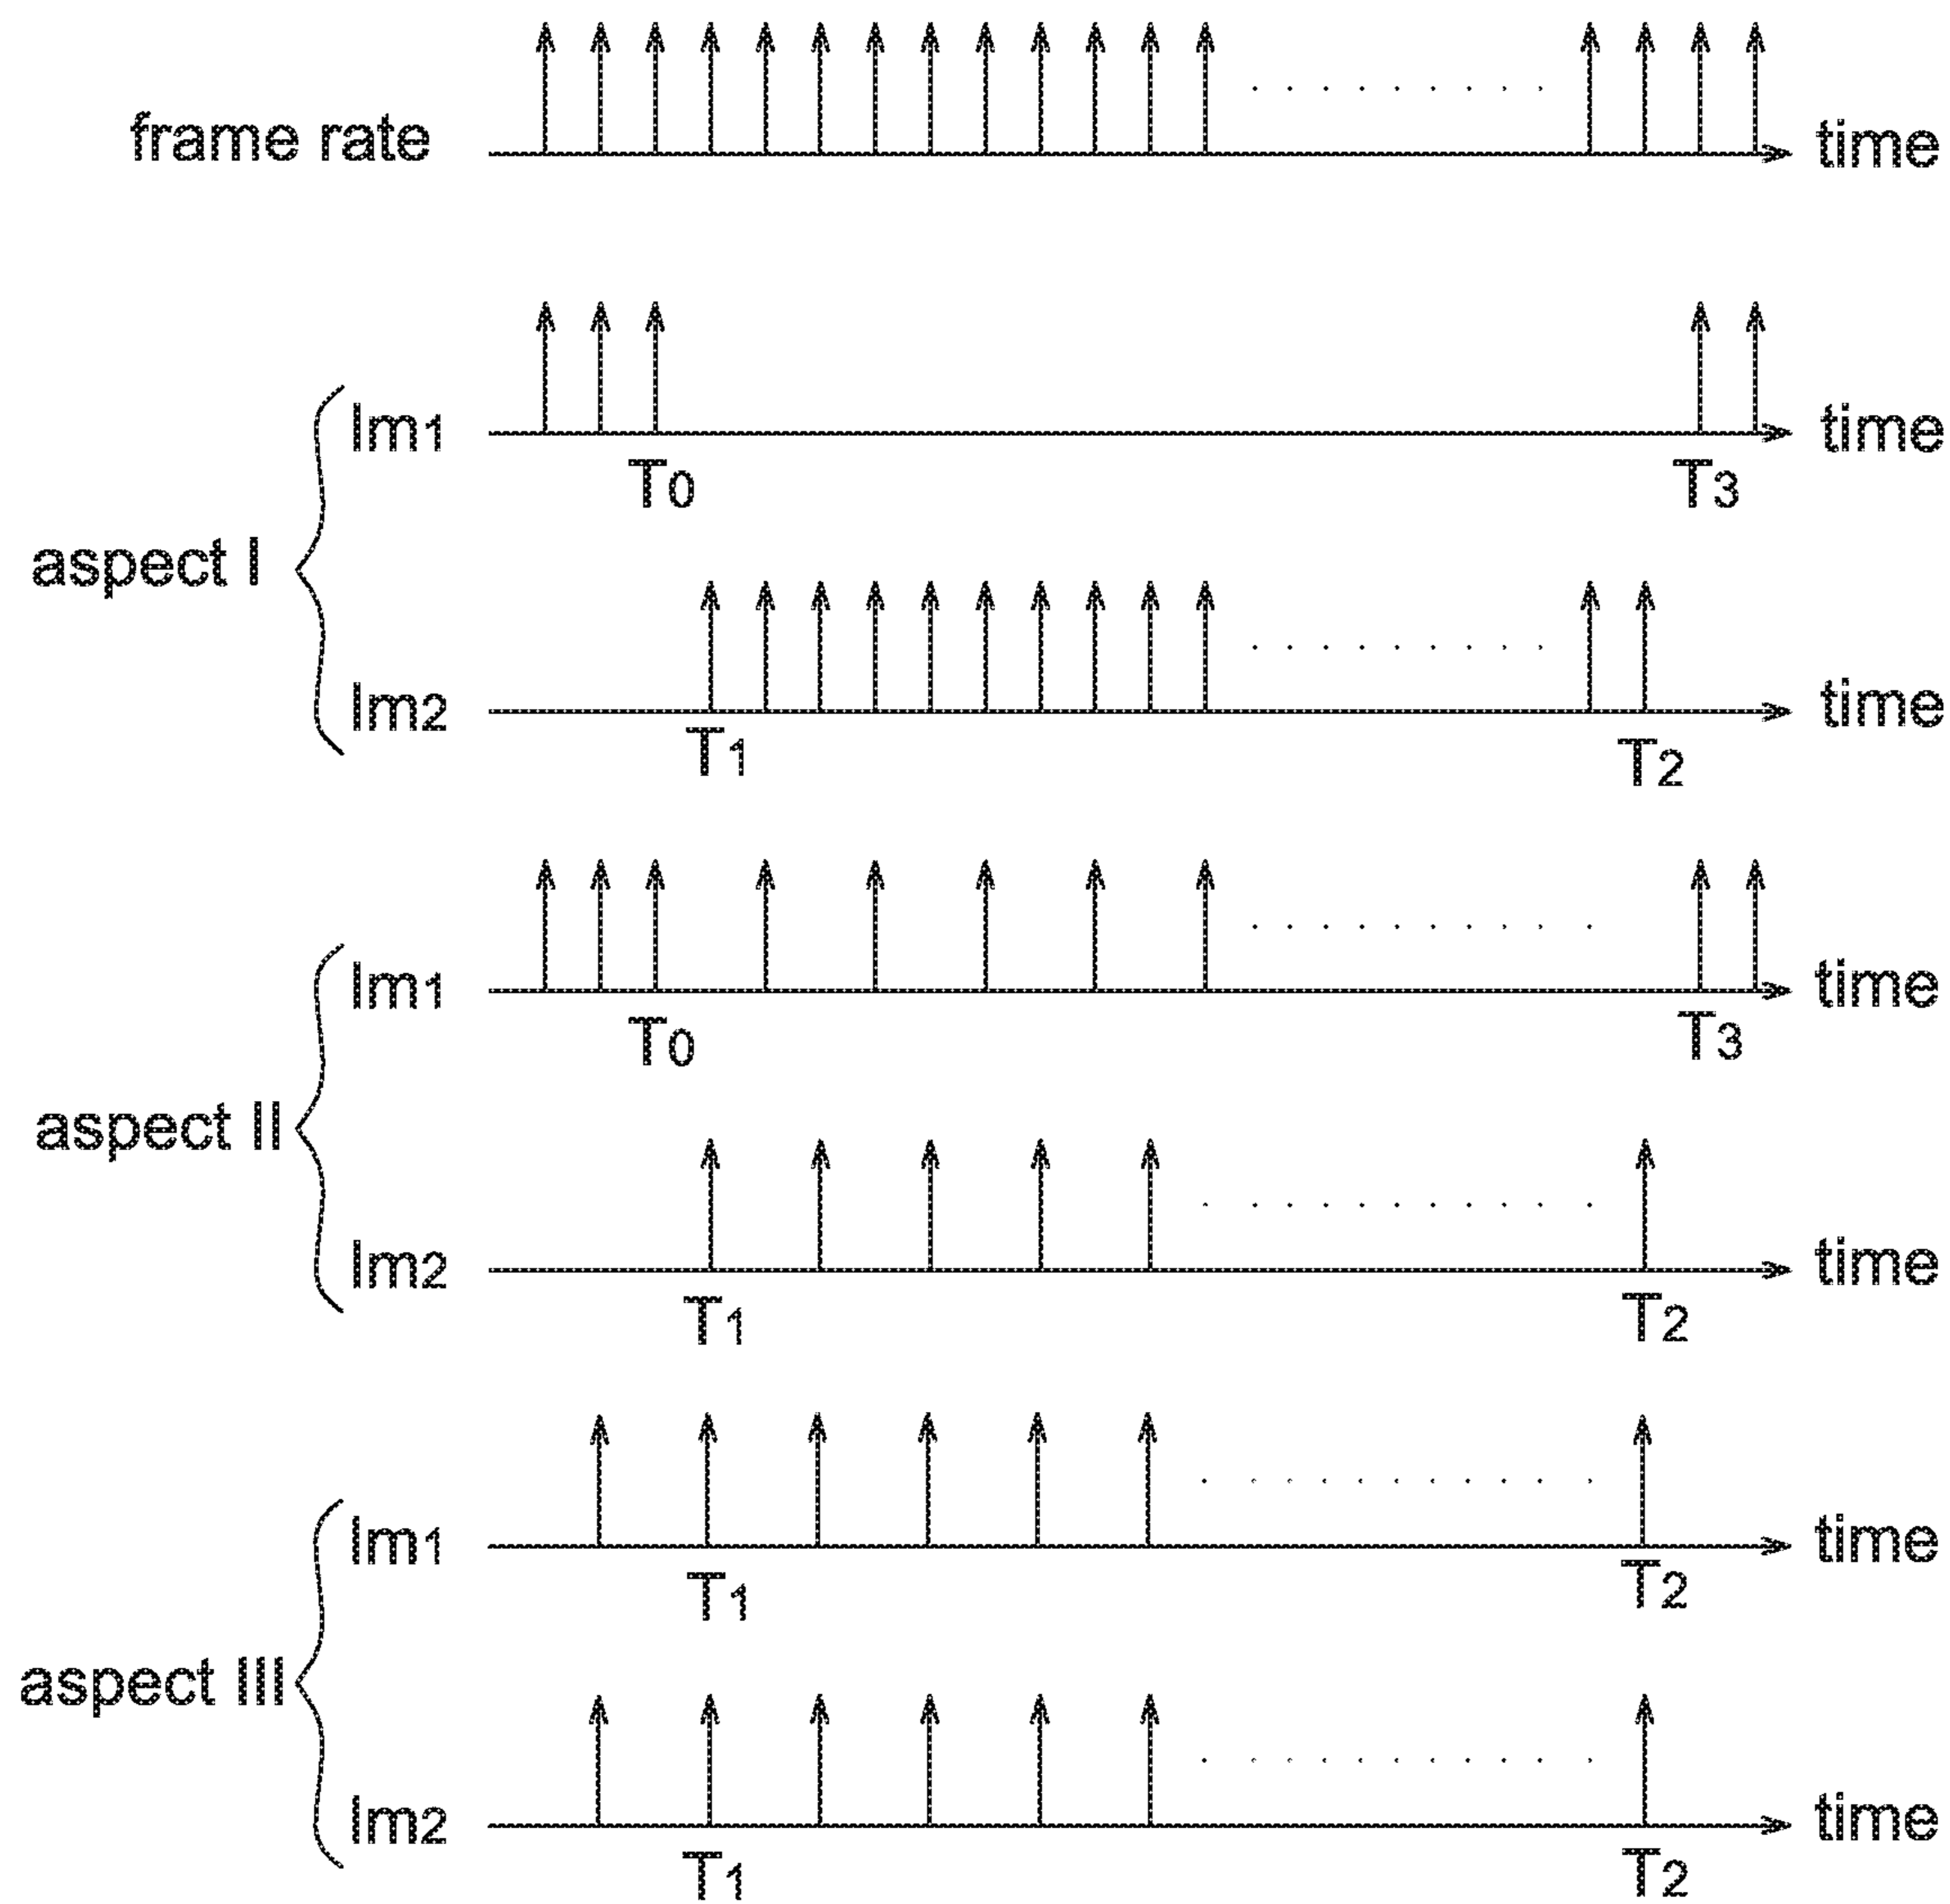 frame rate
time
Im1
time
T0
T3
aspect I
Im2
time
T1
T2
Im1
time
T0
T3
aspect II
Im2
time
T1
T2
Im1
time
T1
T2
aspect III
Im2
time
T1
T2